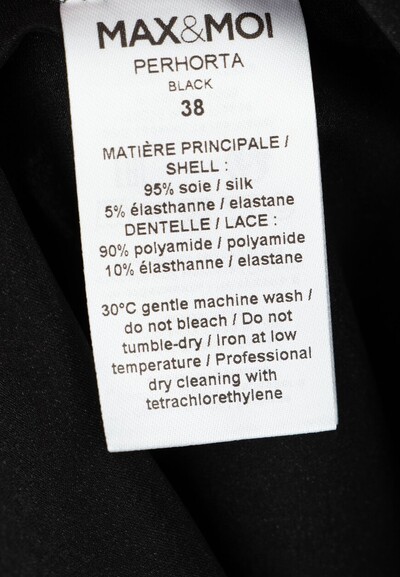 MAX&MOI
PERHORTA
BLACK
38
MATIÈRE PRINCIPALE /
SHELL :
95% soie / silk
5% élasthanne / elastane
DENTELLE / LACE :
90% polyamide / polyamide
10% élasthanne / elastane
30°C gentle machine wash /
do not bleach / Do not
tumble-dry / Iron at low
temperature / Professional
dry cleaning with
tetrachlorethylene